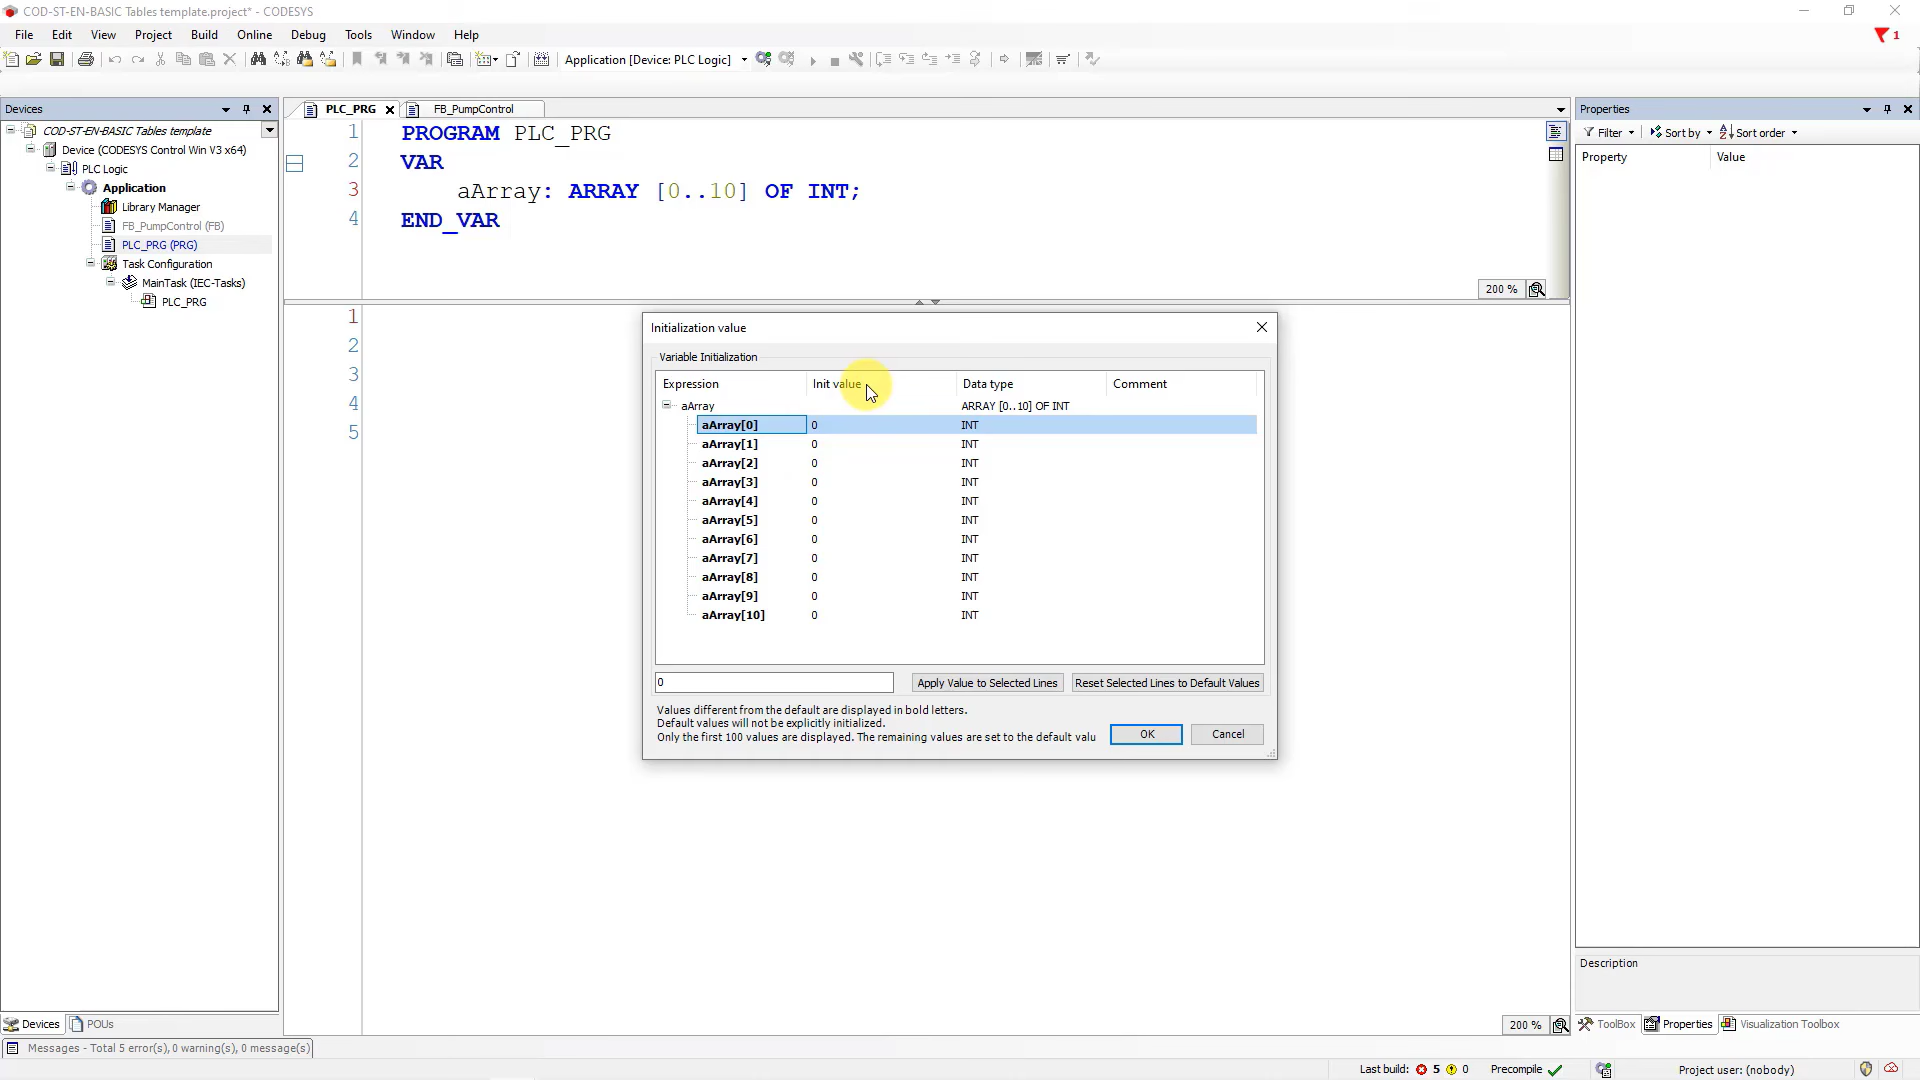 COD-ST-EN-BASIC Tables template.project* - CODESYS
File Edit View Project Build Online Debug Tools Window Help
1
Application [Device: PLC Logic]
Devices
COD-ST-EN-BASIC Tables template
Device (CODESYS Control Win V3 x64)
PLC Logic
Application
Library Manager
FB_PumpControl (FB)
PLC_PRG (PRG)
Task Configuration
MainTask (IEC-Tasks)
PLC_PRG
Devices POUs
PLC_PRG FB_PumpControl
1 PROGRAM PLC_PRG
2 VAR
3 aArray: ARRAY [0..10] OF INT;
4 END_VAR
200 %
1
2
3
4
5
200 %
Initialization value
Variable Initialization
Expression Init value Data type Comment
aArray ARRAY [0..10] OF INT
aArray[0] 0 INT
aArray[1] 0 INT
aArray[2] 0 INT
aArray[3] 0 INT
aArray[4] 0 INT
aArray[5] 0 INT
aArray[6] 0 INT
aArray[7] 0 INT
aArray[8] 0 INT
aArray[9] 0 INT
aArray[10] 0 INT
0 Apply Value to Selected Lines Reset Selected Lines to Default Values
Values different from the default are displayed in bold letters.
Default values will not be explicitly initialized.
Only the first 100 values are displayed. The remaining values are set to the default valu
OK Cancel
Properties
Filter Sort by Sort order
Property Value
Description
ToolBox Properties Visualization Toolbox
Messages - Total 5 error(s), 0 warning(s), 0 message(s)
Last build: 5 0 Precompile Project user: (nobody)